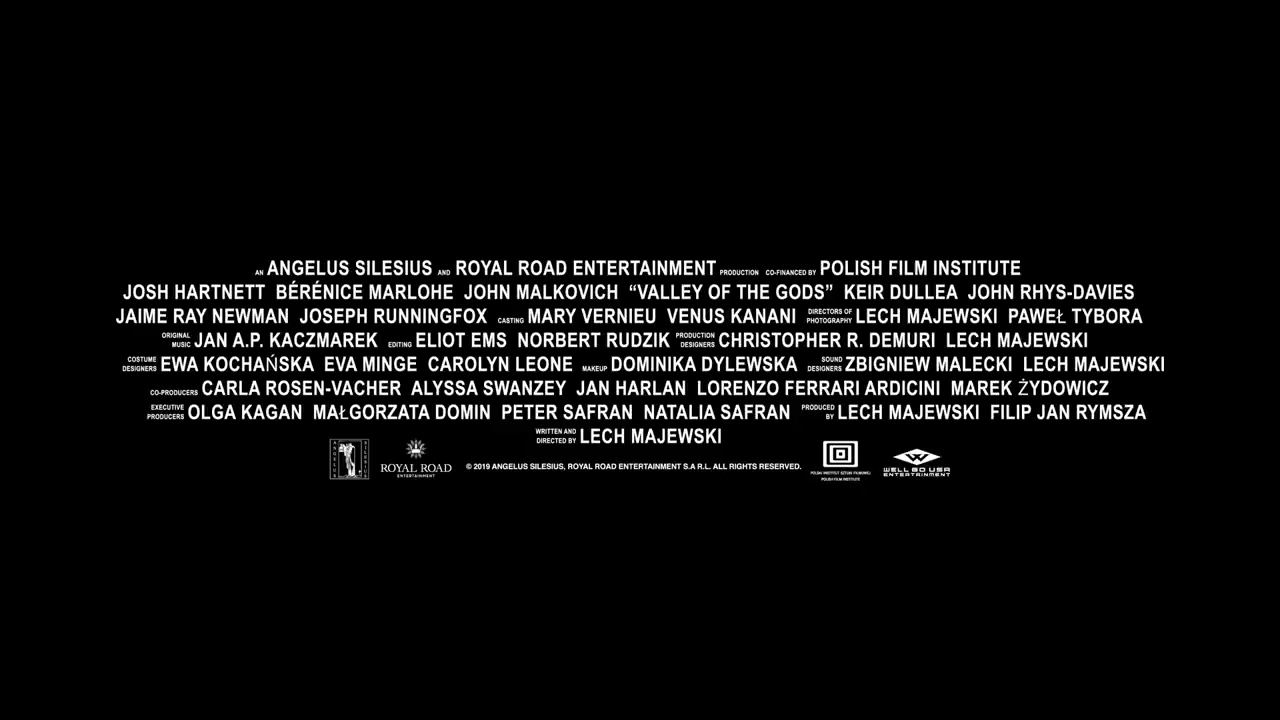 AN ANGELUS SILESIUS AND ROYAL ROAD ENTERTAINMENT PRODUCTION CO-FINANCED BY POLISH FILM INSTITUTE
JOSH HARTNETT BÉRÉNICE MARLOHE JOHN MALKOVICH “VALLEY OF THE GODS” KEIR DULLEA JOHN RHYS-DAVIES
JAIME RAY NEWMAN JOSEPH RUNNINGFOX CASTING MARY VERNIEU VENUS KANANI DIRECTORS OF PHOTOGRAPHY LECH MAJEWSKI PAWEŁ TYBORA
ORIGINAL MUSIC JAN A.P. KACZMAREK EDITING ELIOT EMS NORBERT RUDZIK PRODUCTION DESIGNERS CHRISTOPHER R. DEMURI LECH MAJEWSKI
COSTUME DESIGNERS EWA KOCHAŃSKA EVA MINGE CAROLYN LEONE MAKEUP DOMINIKA DYLEWSKA SOUND DESIGNERS ZBIGNIEW MALECKI LECH MAJEWSKI
CO-PRODUCERS CARLA ROSEN-VACHER ALYSSA SWANZEY JAN HARLAN LORENZO FERRARI ARDICINI MAREK ŻYDOWICZ
EXECUTIVE PRODUCERS OLGA KAGAN MAŁGORZATA DOMIN PETER SAFRAN NATALIA SAFRAN PRODUCED BY LECH MAJEWSKI FILIP JAN RYMSZA
WRITTEN AND DIRECTED BY LECH MAJEWSKI
ANGELUS SILESIUS
ROYAL ROAD
ENTERTAINMENT
© 2019 ANGELUS SILESIUS, ROYAL ROAD ENTERTAINMENT S.A R.L. ALL RIGHTS RESERVED.
POLSKI INSTYTUT SZTUKI FILMOWEJ
POLISH FILM INSTITUTE
WELL GO USA
ENTERTAINMENT